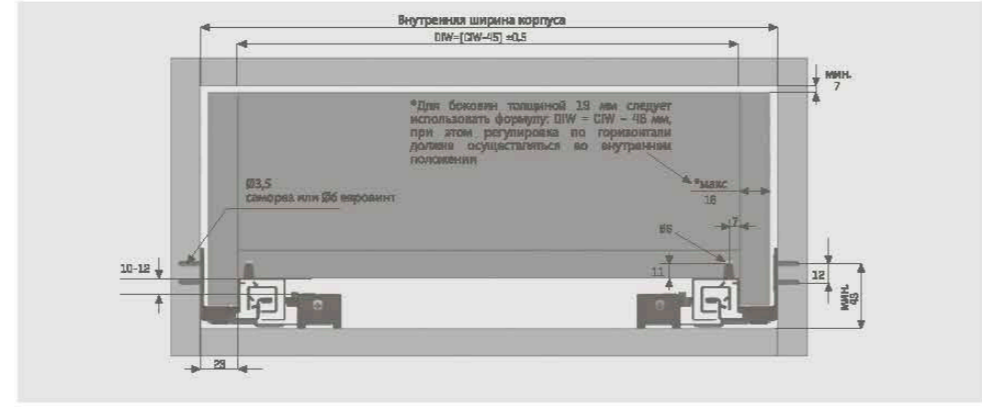 Внутренняя ширина корпуса
DIW=(CIW-45) ±0,5
мин.
7
*Для боковин толщиной 19 мм следует
использовать формулу: DIW = CIW – 46 мм,
при этом регулировка по горизонтали
должна осуществляться во внутреннем
положении
Ø3,5
саморез или Ø6 евровинт
*макс
16
7
Ø6
10-12
11
12
мин.
23